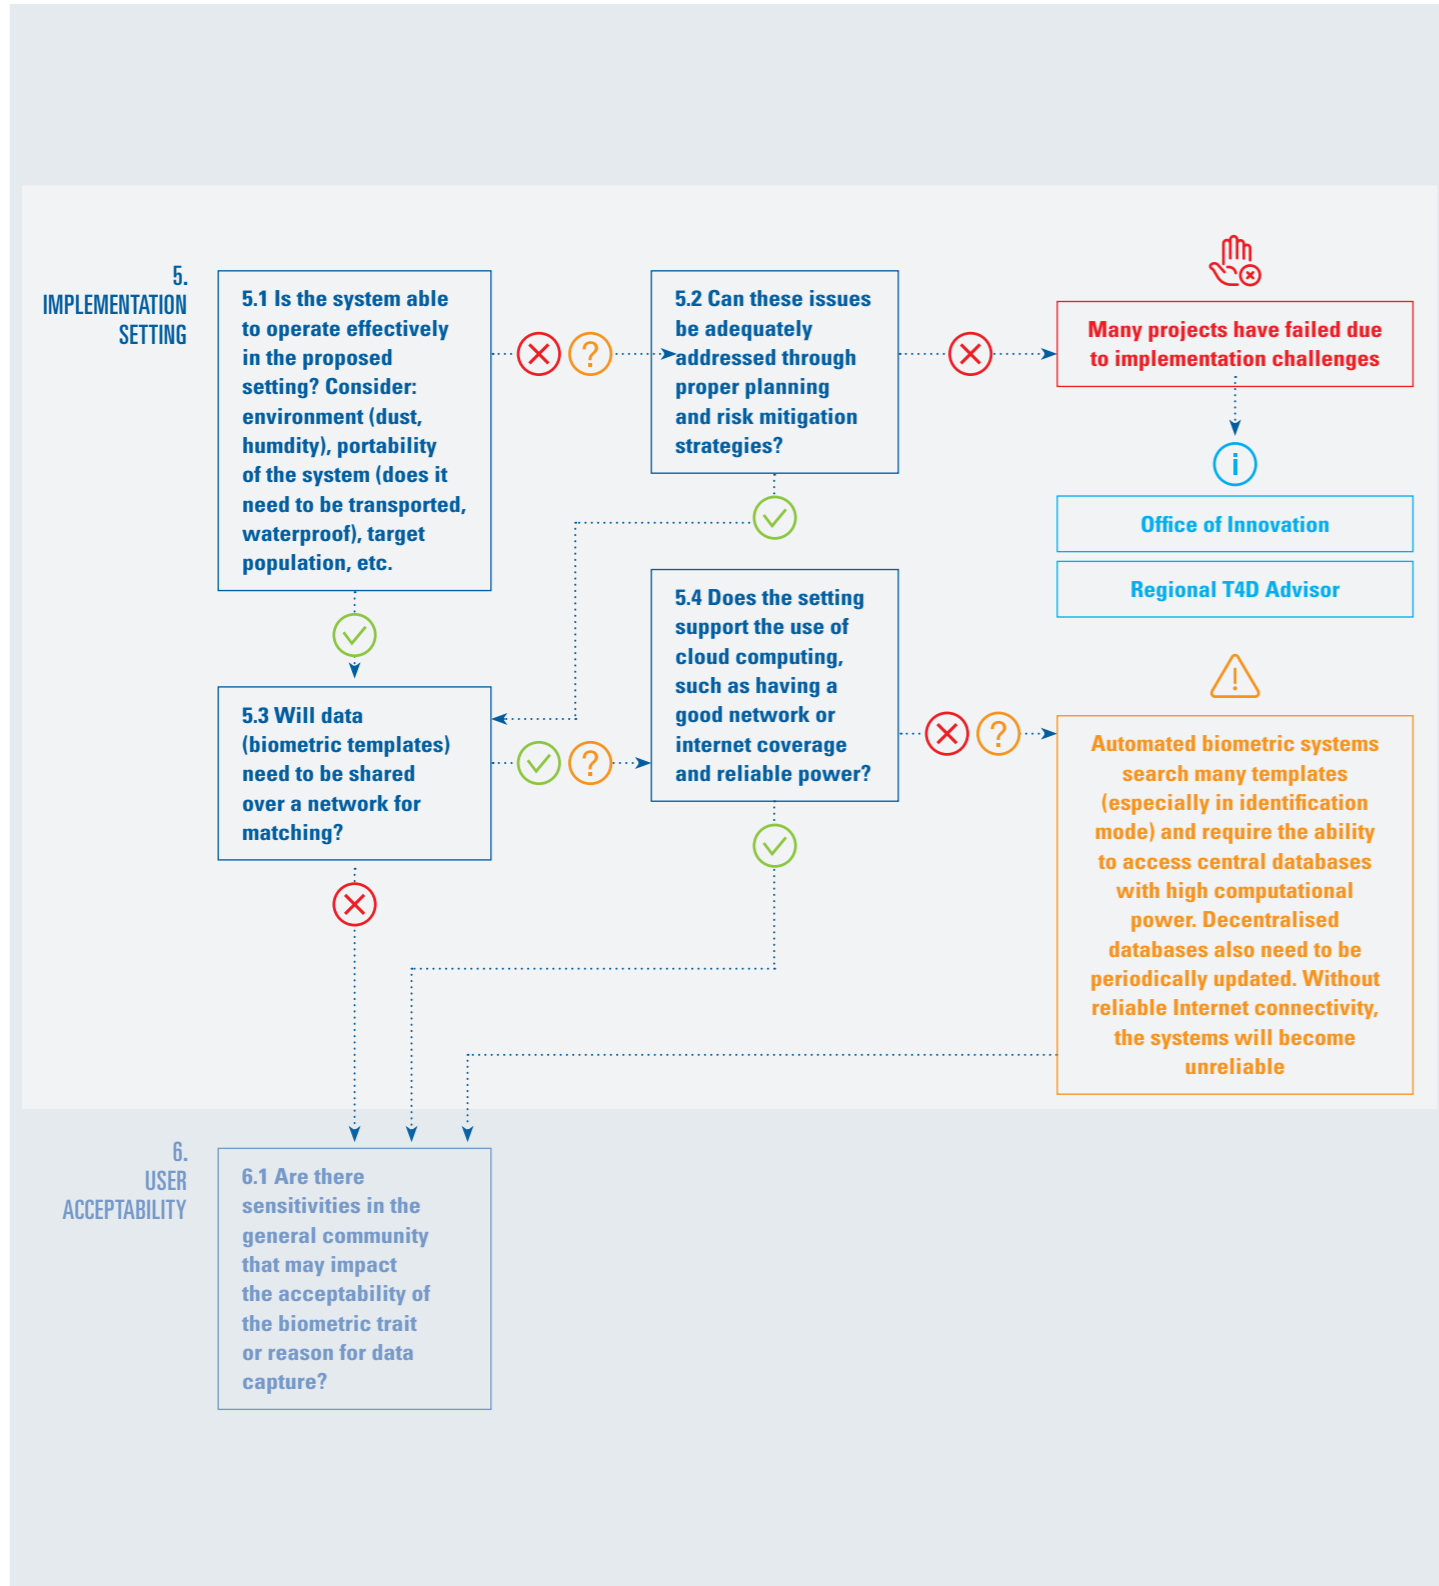 5.
IMPLEMENTATION
SETTING
5.1 Is the system able
to operate effectively
in the proposed
setting? Consider:
environment (dust,
humdity), portability
of the system (does it
need to be transported,
waterproof), target
population, etc.
5.2 Can these issues
be adequately
addressed through
proper planning
and risk mitigation
strategies?
Many projects have failed due
to implementation challenges
i
Office of Innovation
Regional T4D Advisor
5.3 Will data
(biometric templates)
need to be shared
over a network for
matching?
5.4 Does the setting
support the use of
cloud computing,
such as having a
good network or
internet coverage
and reliable power?
Automated biometric systems
search many templates
(especially in identification
mode) and require the ability
to access central databases
with high computational
power. Decentralised
databases also need to be
periodically updated. Without
reliable Internet connectivity,
the systems will become
unreliable
6.
USER
ACCEPTABILITY
6.1 Are there
sensitivities in the
general community
that may impact
the acceptability of
the biometric trait
or reason for data
capture?